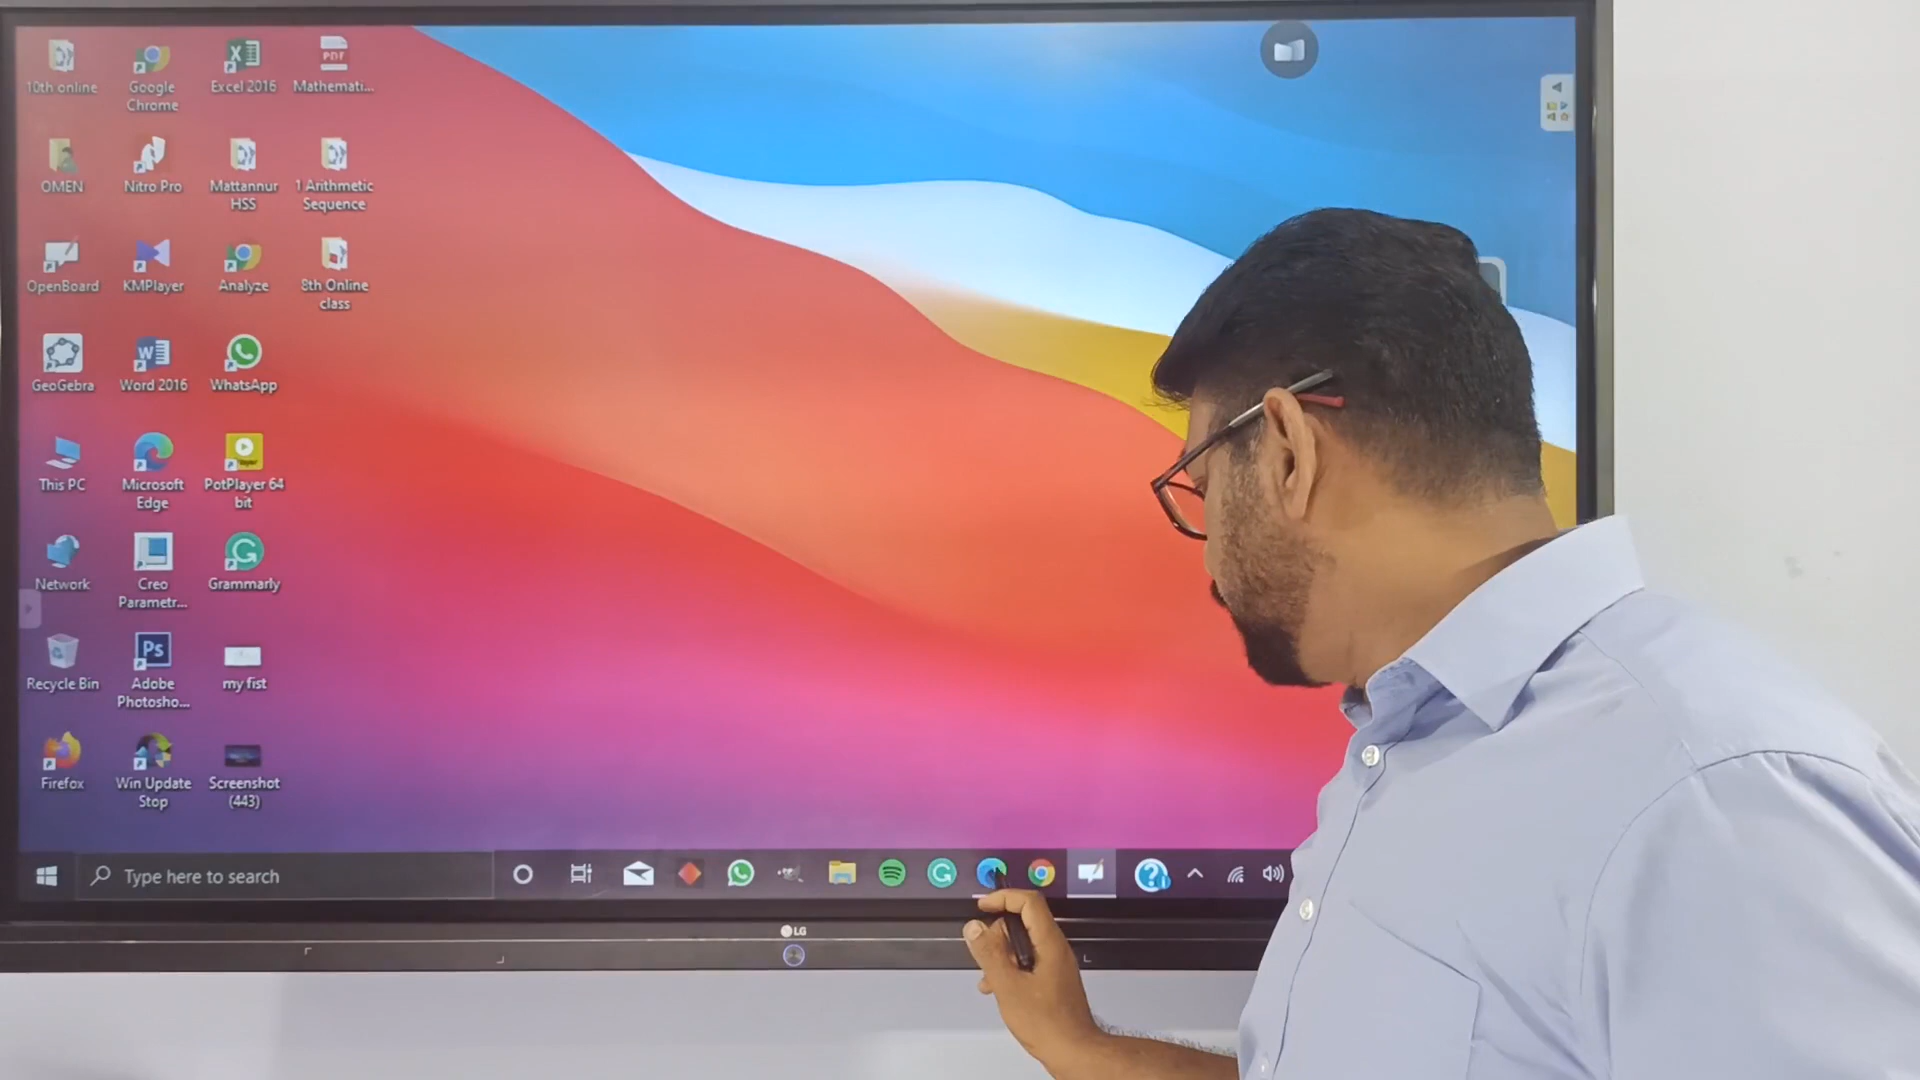 10th online
Google
Chrome
Excel 2016
PDF
Mathemati...
OMEN
Nitro Pro
Mattannur
HSS
1 Arithmetic
Sequence
OpenBoard
KMPlayer
Analyze
8th Online
class
GeoGebra
Word 2016
WhatsApp
This PC
Microsoft
Edge
PotPlayer 64
bit
Network
Creo
Parametr...
Grammarly
Recycle Bin
Ps
Adobe
Photosho...
my fist
Firefox
Win Update
Stop
Screenshot
(443)
Type here to search
LG